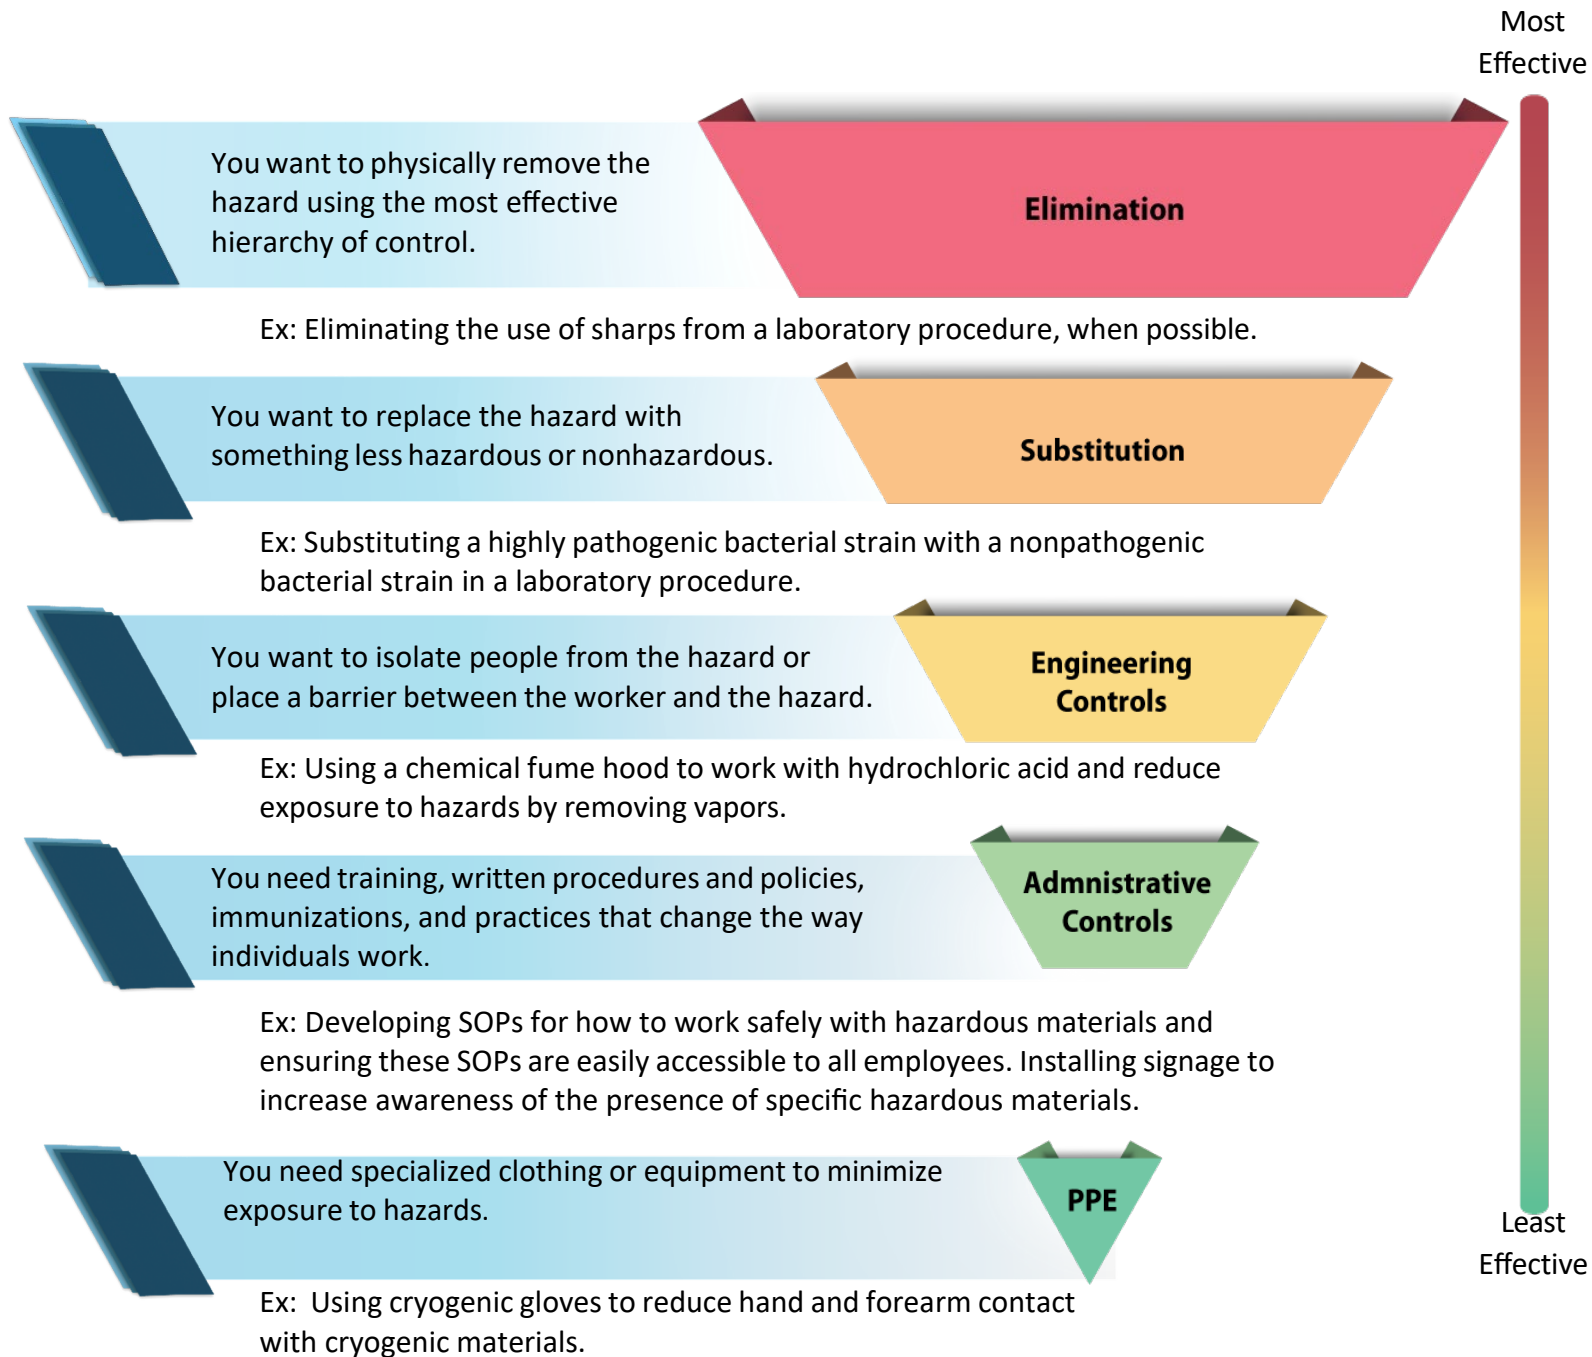 Most
Effective
You want to physically remove the
hazard using the most effective
hierarchy of control.
Elimination
Ex: Eliminating the use of sharps from a laboratory procedure, when possible.
You want to replace the hazard with
something less hazardous or nonhazardous.
Substitution
Ex: Substituting a highly pathogenic bacterial strain with a nonpathogenic
bacterial strain in a laboratory procedure.
You want to isolate people from the hazard or
place a barrier between the worker and the hazard.
Engineering
Controls
Ex: Using a chemical fume hood to work with hydrochloric acid and reduce
exposure to hazards by removing vapors.
You need training, written procedures and policies,
immunizations, and practices that change the way
individuals work.
Admnistrative
Controls
Ex: Developing SOPs for how to work safely with hazardous materials and
ensuring these SOPs are easily accessible to all employees. Installing signage to
increase awareness of the presence of specific hazardous materials.
You need specialized clothing or equipment to minimize
exposure to hazards.
PPE
Least
Effective
Ex:  Using cryogenic gloves to reduce hand and forearm contact
with cryogenic materials.